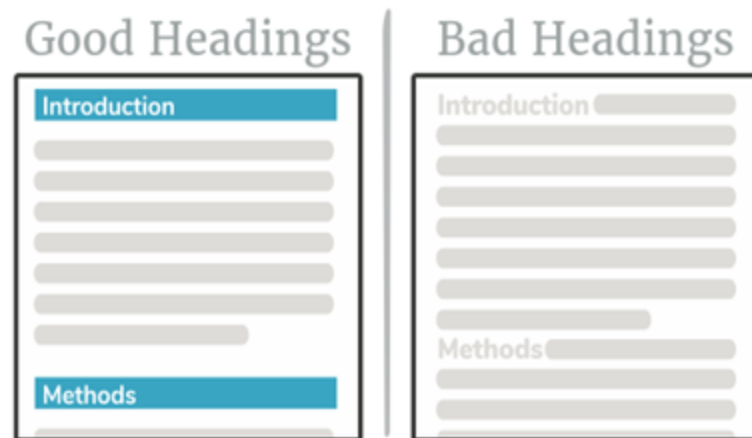 Good Headings
Introduction
Methods
Bad Headings
Introduction
Methods